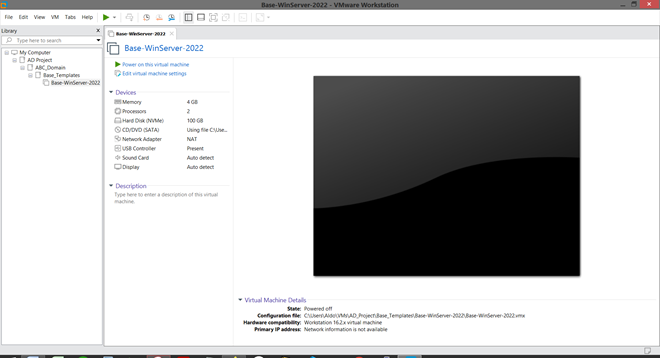 Base-WinServer-2022 - VMware Workstation
File Edit View VM Tabs Help
Library
Type here to search
My Computer
AD Project
ABC_Domain
Base_Templates
Base-WinServer-2022
Base-WinServer-2022
Base-WinServer-2022
Power on this virtual machine
Edit virtual machine settings
Devices
Memory 4 GB
Processors 2
Hard Disk (NVMe) 100 GB
CD/DVD (SATA) Using file C:\Use...
Network Adapter NAT
USB Controller Present
Sound Card Auto detect
Display Auto detect
Description
Type here to enter a description of this virtual
machine.
Virtual Machine Details
State: Powered off
Configuration file: C:\Users\Aldo\VMs\AD_Project\Base_Templates\Base-WinServer-2022\Base-WinServer-2022.vmx
Hardware compatibility: Workstation 16.2.x virtual machine
Primary IP address: Network information is not available